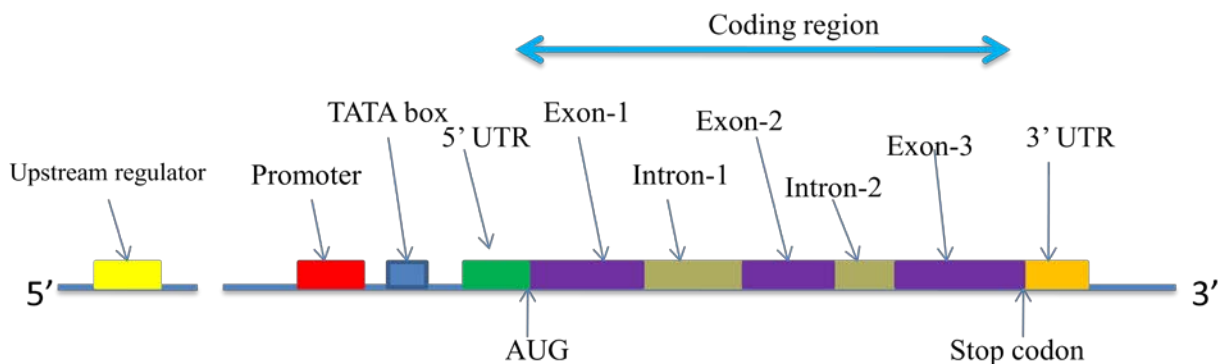 Coding region
TATA box
5’ UTR
Exon-1
Exon-2
Exon-3
3’ UTR
Upstream regulator
Promoter
Intron-1
Intron-2
5’
3’
AUG
Stop codon